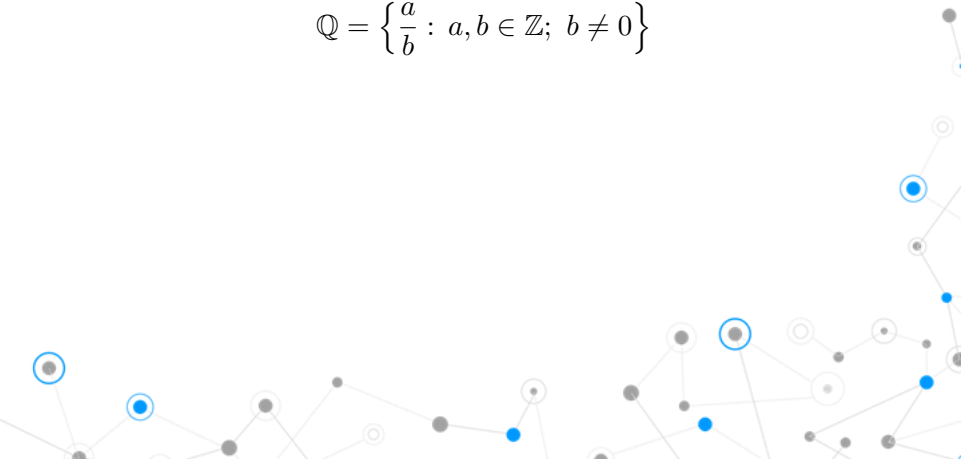 ℚ = { a/b : a, b ∈ ℤ; b ≠ 0 }